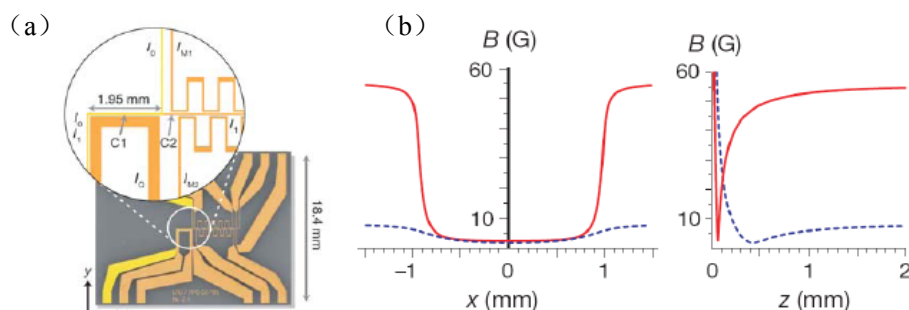 (a)
I0 IM1
1.95 mm
I0
I1
C1 C2 I1
IQ IM2
18.4 mm
y
(b)
B (G)
60
10
−1 0 1
x (mm)
B (G)
60
10
0 1 2
z (mm)